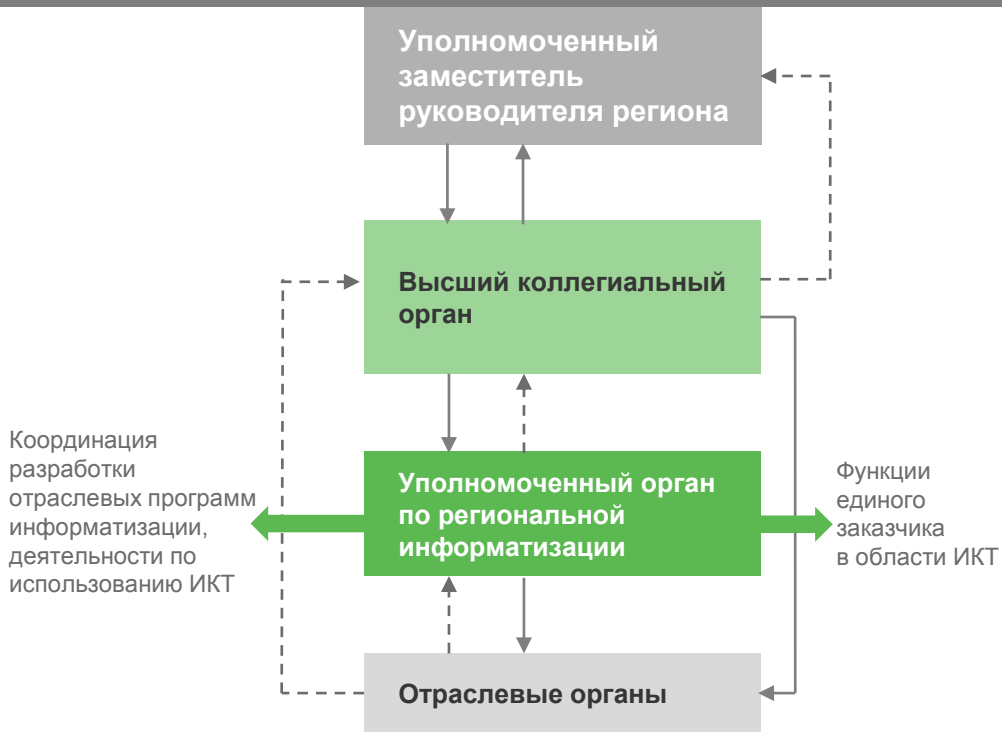 Уполномоченный
заместитель
руководителя региона
Высший коллегиальный
орган
Координация
разработки
отраслевых программ
информатизации,
деятельности по
использованию ИКТ
Уполномоченный орган
по региональной
информатизации
Функции
единого
заказчика
в области ИКТ
Отраслевые органы